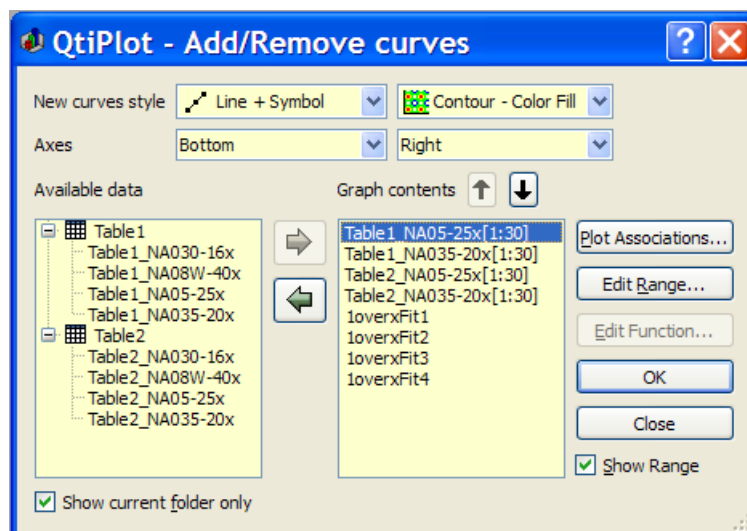 QtiPlot - Add/Remove curves
New curves style Line + Symbol Contour - Color Fill
Axes Bottom Right
Available data
Table1
Table1_NA030-16x
Table1_NA08W-40x
Table1_NA05-25x
Table1_NA035-20x
Table2
Table2_NA030-16x
Table2_NA08W-40x
Table2_NA05-25x
Table2_NA035-20x
Graph contents
Table1_NA05-25x[1:30]
Table1_NA035-20x[1:30]
Table2_NA05-25x[1:30]
Table2_NA035-20x[1:30]
1overxFit1
1overxFit2
1overxFit3
1overxFit4
Plot Associations...
Edit Range...
Edit Function...
OK
Close
Show Range
Show current folder only